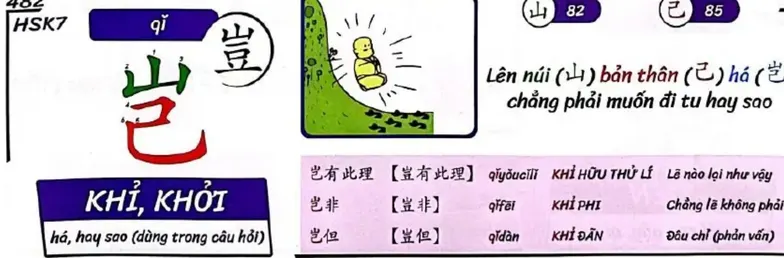 482
HSK7
qǐ
豈
岂
KHỈ, KHỞI
há, hay sao (dùng trong câu hỏi)
山 82
己 85
Lên núi (山) bản thân (己) há (岂
chẳng phải muốn đi tu hay sao
岂有此理 【豈有此理】 qǐyǒucǐlǐ KHỈ HỮU THỬ LÍ Lẽ nào lại như vậy
岂非 【豈非】 qǐfēi KHỈ PHI Chẳng lẽ không phải
岂但 【豈但】 qǐdàn KHỈ ĐÃN Đâu chỉ (phản vấn)